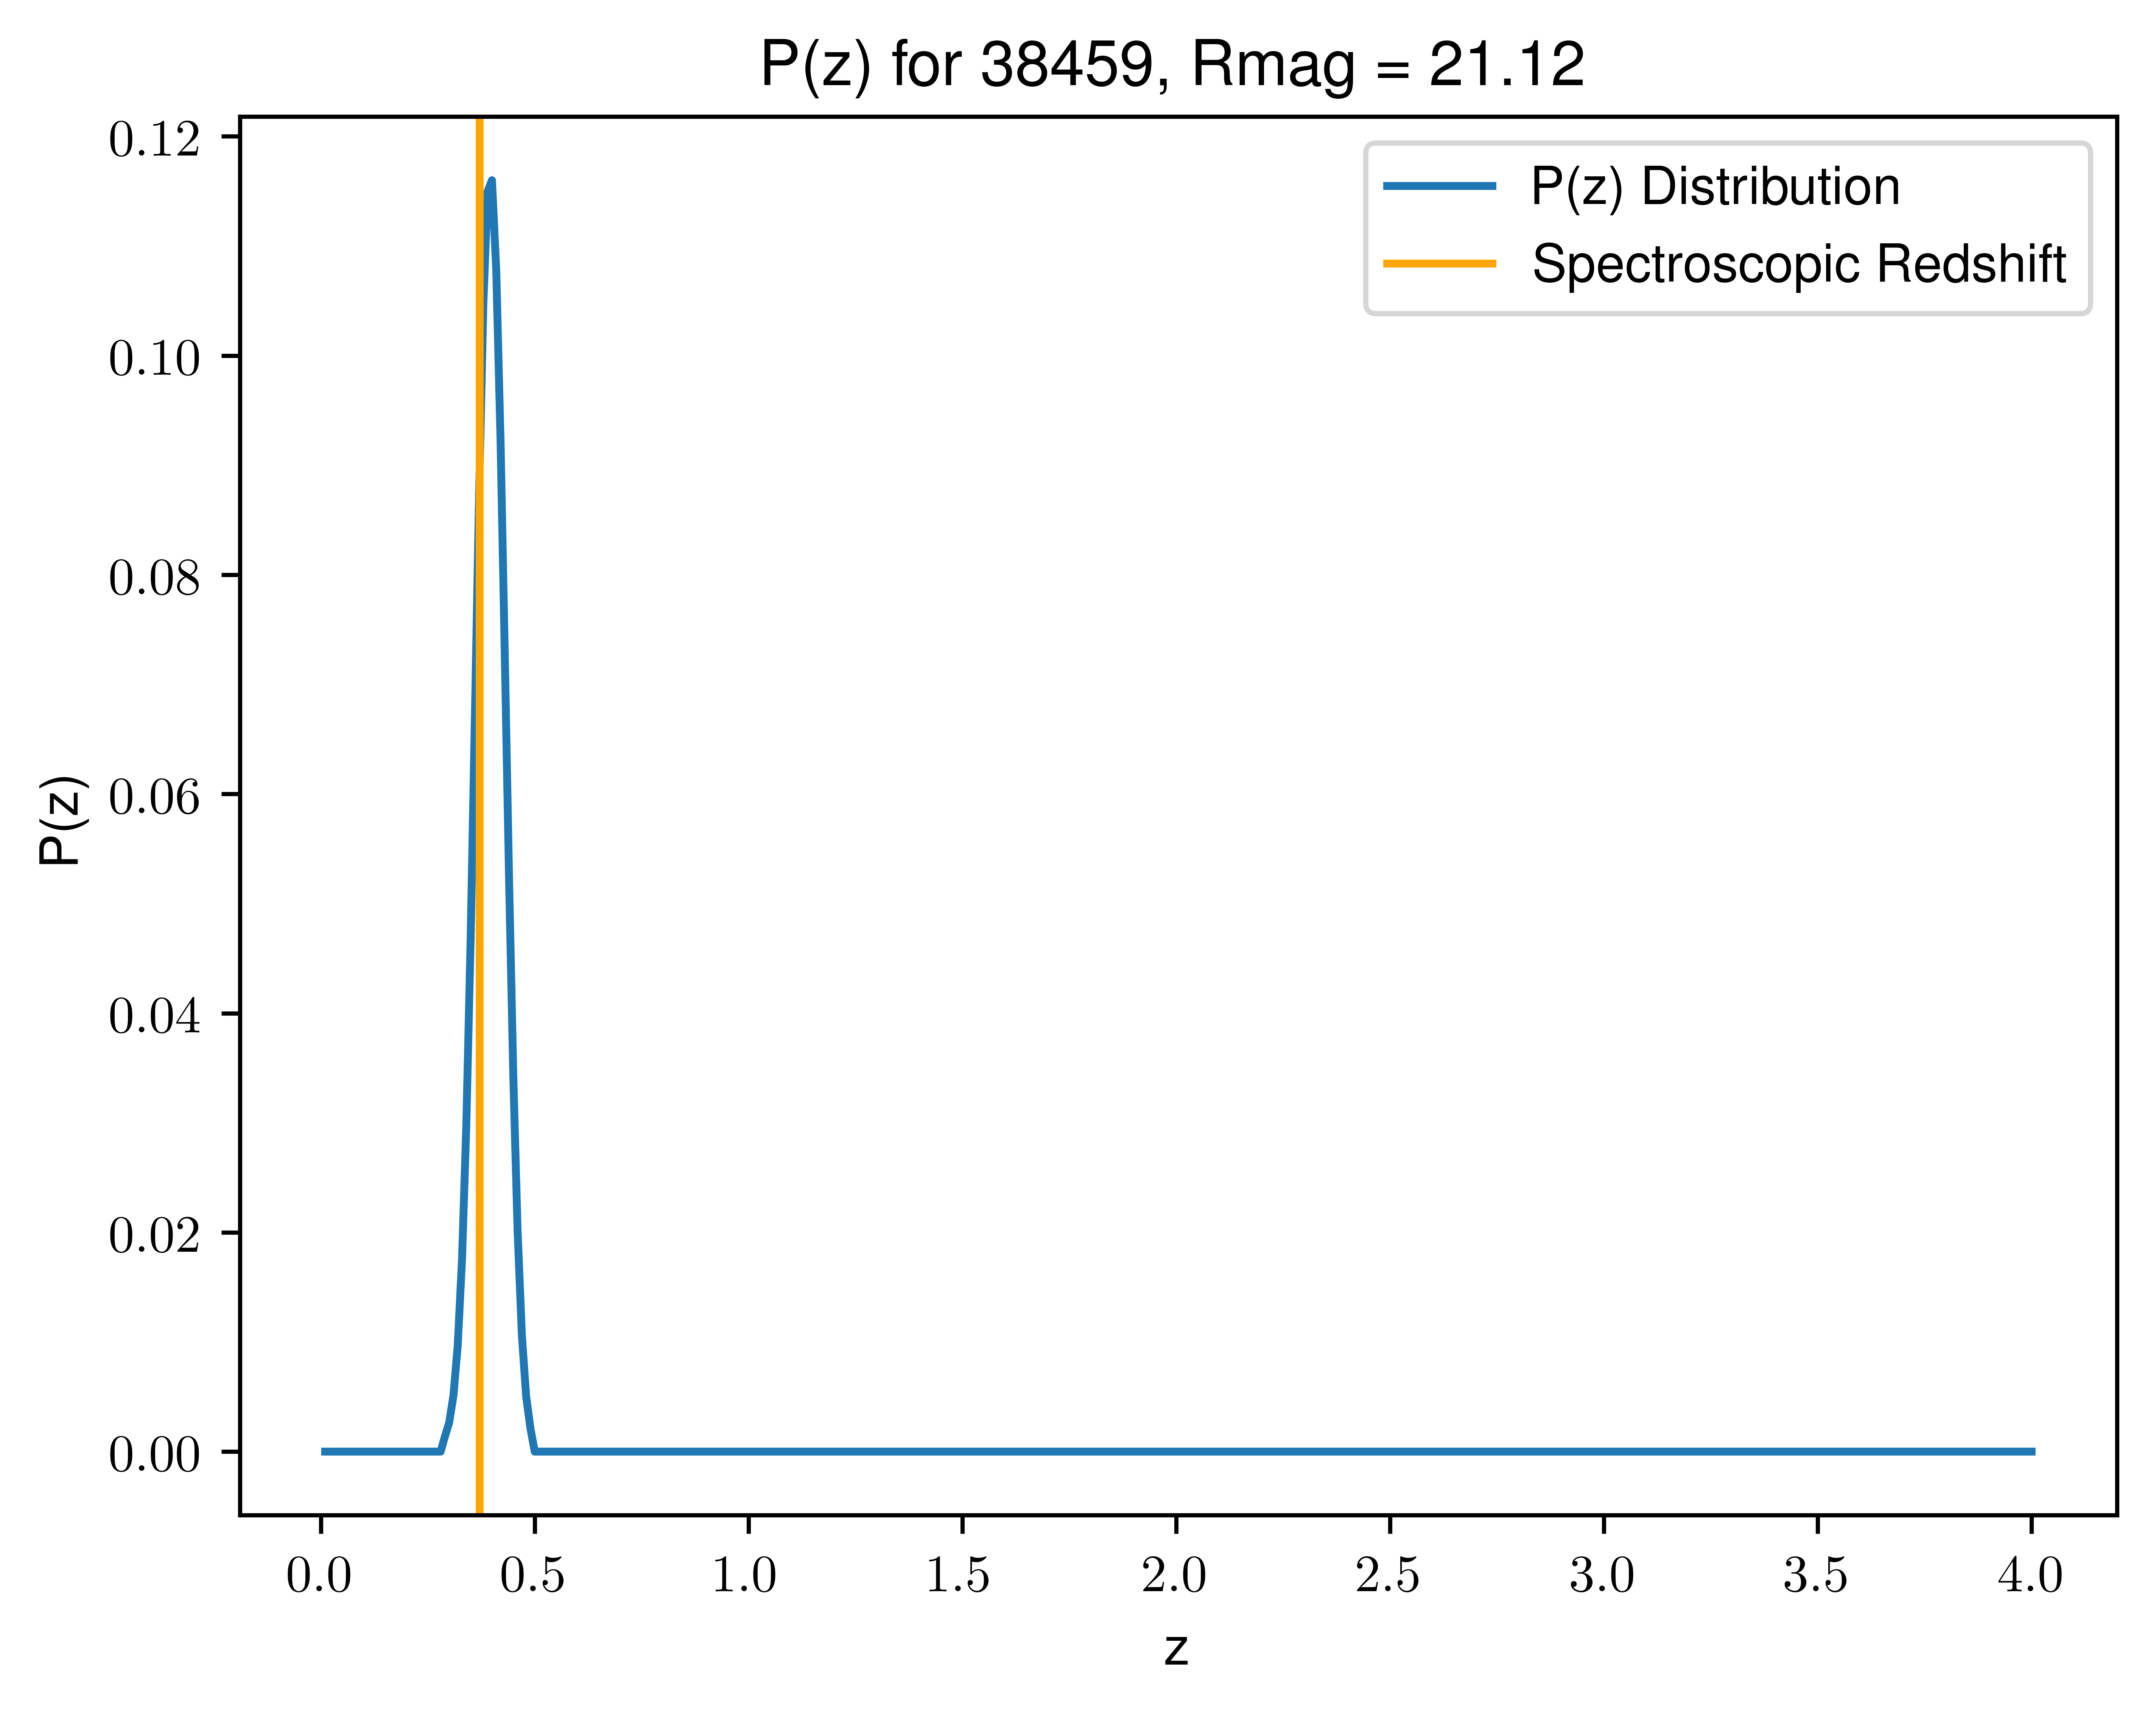 P(z) for 38459, Rmag = 21.12
P(z) Distribution
Spectroscopic Redshift
P(z)
0.12
0.10
0.08
0.06
0.04
0.02
0.00
0.0 0.5 1.0 1.5 2.0 2.5 3.0 3.5 4.0
z